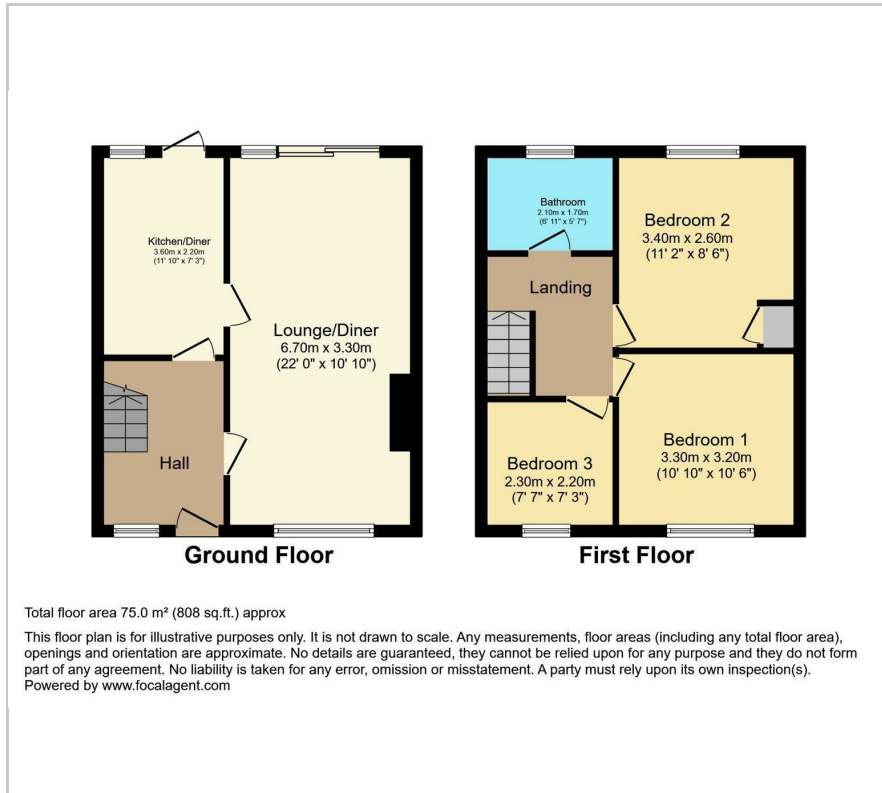 Kitchen/Diner
3.60m x 2.20m
(11' 10" x 7' 3")
Lounge/Diner
6.70m x 3.30m
(22' 0" x 10' 10")
Hall
Ground Floor
Bathroom
2.10m x 1.70m
(6' 11" x 5' 7")
Bedroom 2
3.40m x 2.60m
(11' 2" x 8' 6")
Landing
Bedroom 1
3.30m x 3.20m
(10' 10" x 10' 6")
Bedroom 3
2.30m x 2.20m
(7' 7" x 7' 3")
First Floor
Total floor area 75.0 m² (808 sq.ft.) approx
This floor plan is for illustrative purposes only. It is not drawn to scale. Any measurements, floor areas (including any total floor area),
openings and orientation are approximate. No details are guaranteed, they cannot be relied upon for any purpose and they do not form
part of any agreement. No liability is taken for any error, omission or misstatement. A party must rely upon its own inspection(s).
Powered by www.focalagent.com